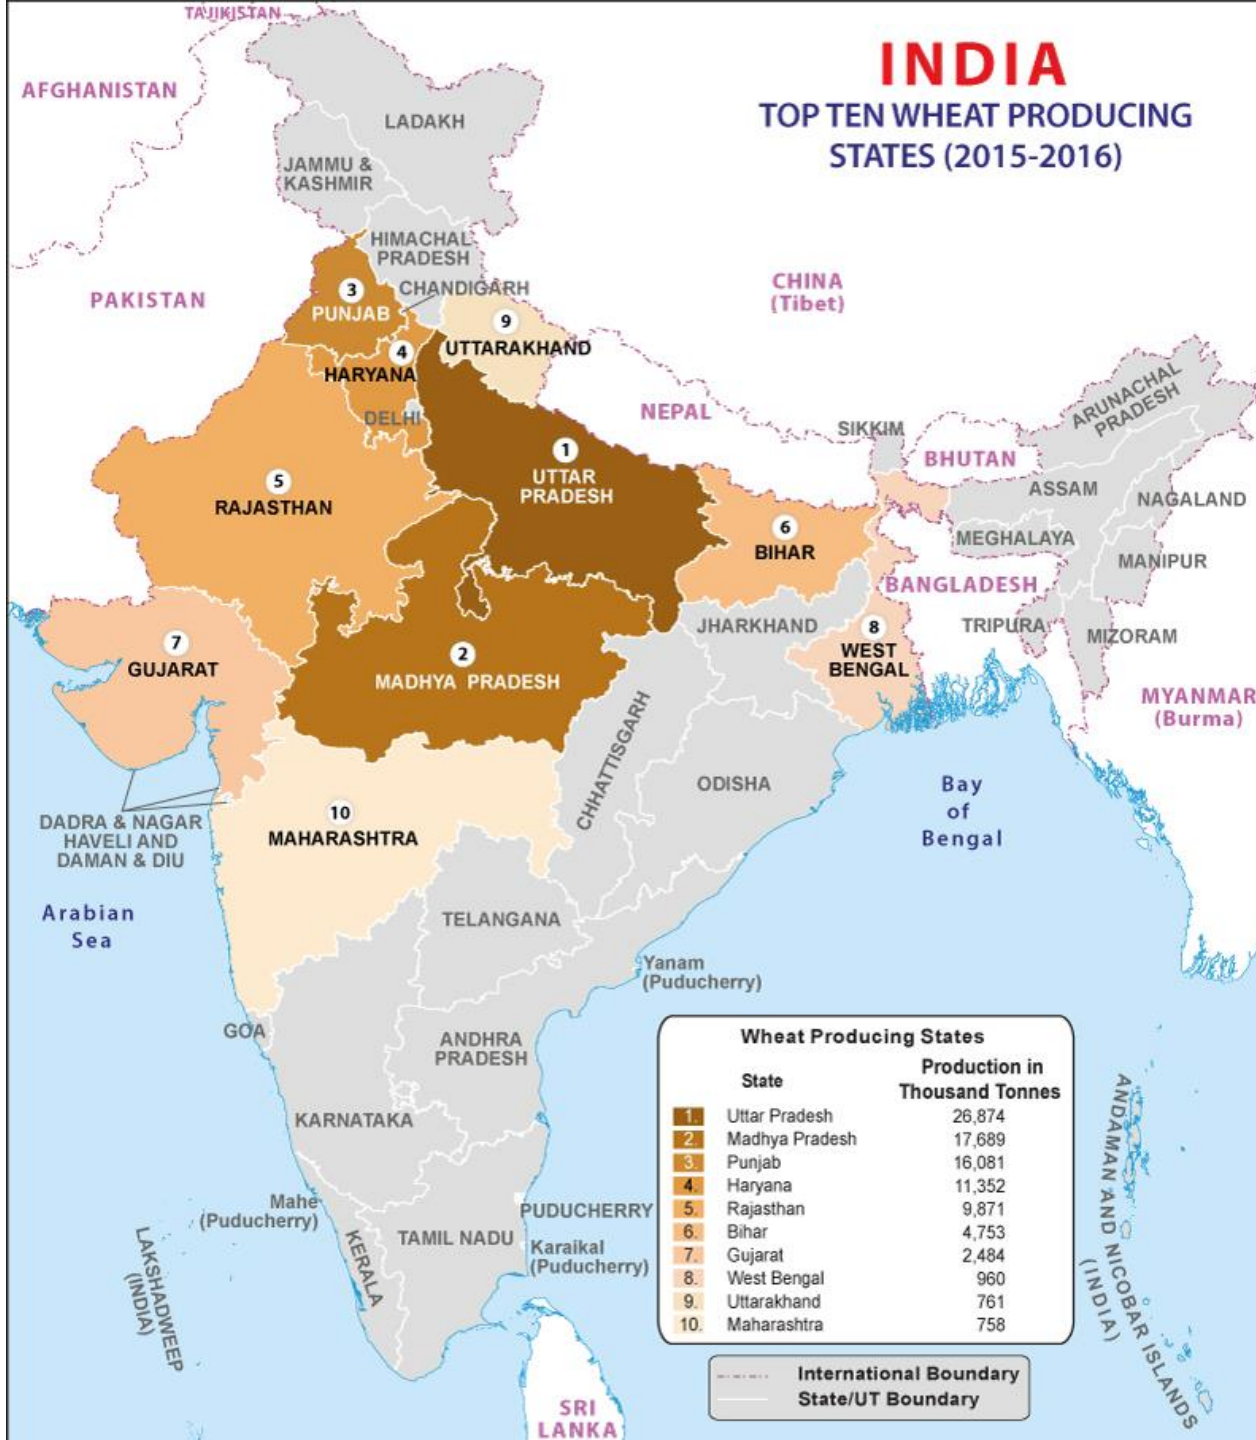 TAJIKISTAN
INDIA
TOP TEN WHEAT PRODUCING
STATES (2015-2016)
AFGHANISTAN
LADAKH
JAMMU &
KASHMIR
HIMACHAL
PRADESH
CHANDIGARH
PAKISTAN
CHINA
(Tibet)
3
PUNJAB
9
UTTARAKHAND
4
HARYANA
DELHI
NEPAL
SIKKIM
BHUTAN
ARUNACHAL
PRADESH
ASSAM
NAGALAND
MEGHALAYA
MANIPUR
BANGLADESH
TRIPURA
MIZORAM
MYANMAR
(Burma)
1
UTTAR
PRADESH
5
RAJASTHAN
6
BIHAR
JHARKHAND
8
WEST
BENGAL
7
GUJARAT
2
MADHYA PRADESH
CHHATTISGARH
ODISHA
Bay
of
Bengal
DADRA & NAGAR
HAVELI AND
DAMAN & DIU
10
MAHARASHTRA
Arabian
Sea
TELANGANA
Yanam
(Puducherry)
GOA
ANDHRA
PRADESH
KARNATAKA
Mahe
(Puducherry)
PUDUCHERRY
TAMIL NADU
Karaikal
(Puducherry)
KERALA
LAKSHADWEEP
(INDIA)
SRI
LANKA
ANDAMAN AND NICOBAR ISLANDS
(INDIA)
Wheat Producing States
State Production in
Thousand Tonnes
1. Uttar Pradesh 26,874
2. Madhya Pradesh 17,689
3. Punjab 16,081
4. Haryana 11,352
5. Rajasthan 9,871
6. Bihar 4,753
7. Gujarat 2,484
8. West Bengal 960
9. Uttarakhand 761
10. Maharashtra 758
International Boundary
State/UT Boundary